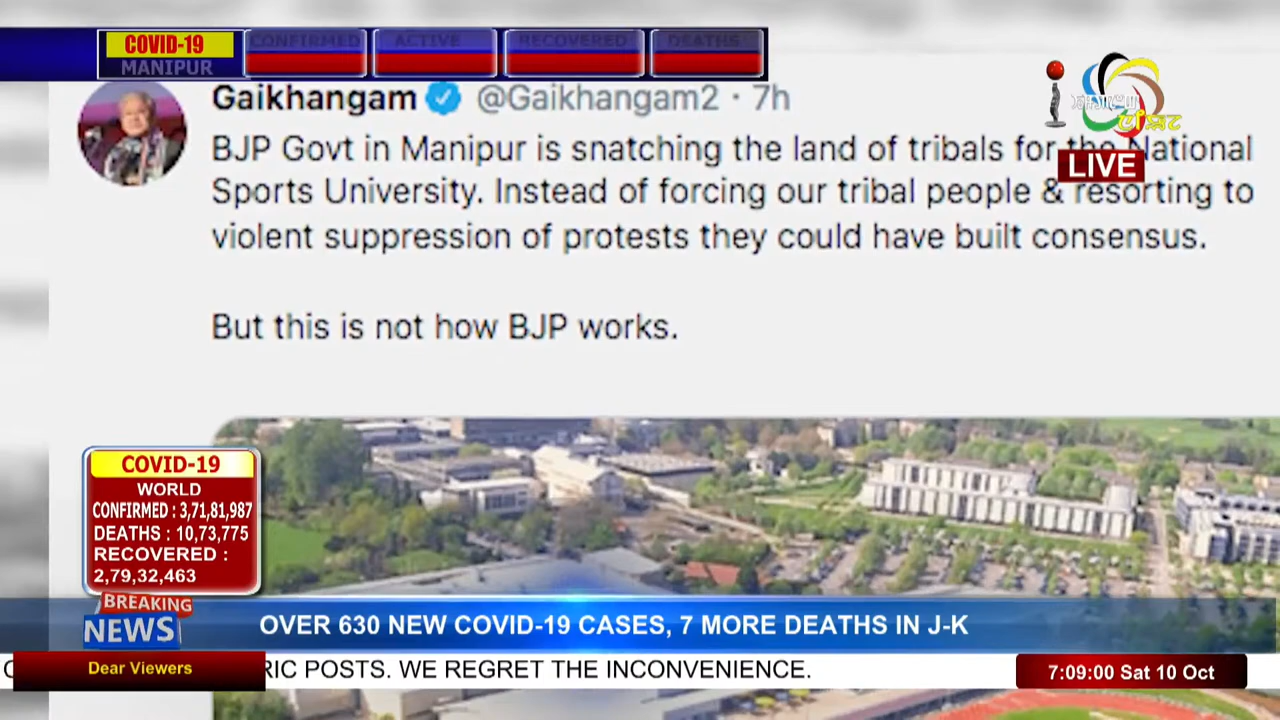 COVID-19
MANIPUR
CONFIRMED
ACTIVE
RECOVERED
DEATHS
Gaikhangam @Gaikhangam2 · 7h
BJP Govt in Manipur is snatching the land of tribals for the National
Sports University. Instead of forcing our tribal people & resorting to
violent suppression of protests they could have built consensus.
But this is not how BJP works.
LIVE
COVID-19
WORLD
CONFIRMED : 3,71,81,987
DEATHS : 10,73,775
RECOVERED :
2,79,32,463
BREAKING
NEWS
OVER 630 NEW COVID-19 CASES, 7 MORE DEATHS IN J-K
Dear Viewers
RIC POSTS. WE REGRET THE INCONVENIENCE.
7:09:00 Sat 10 Oct